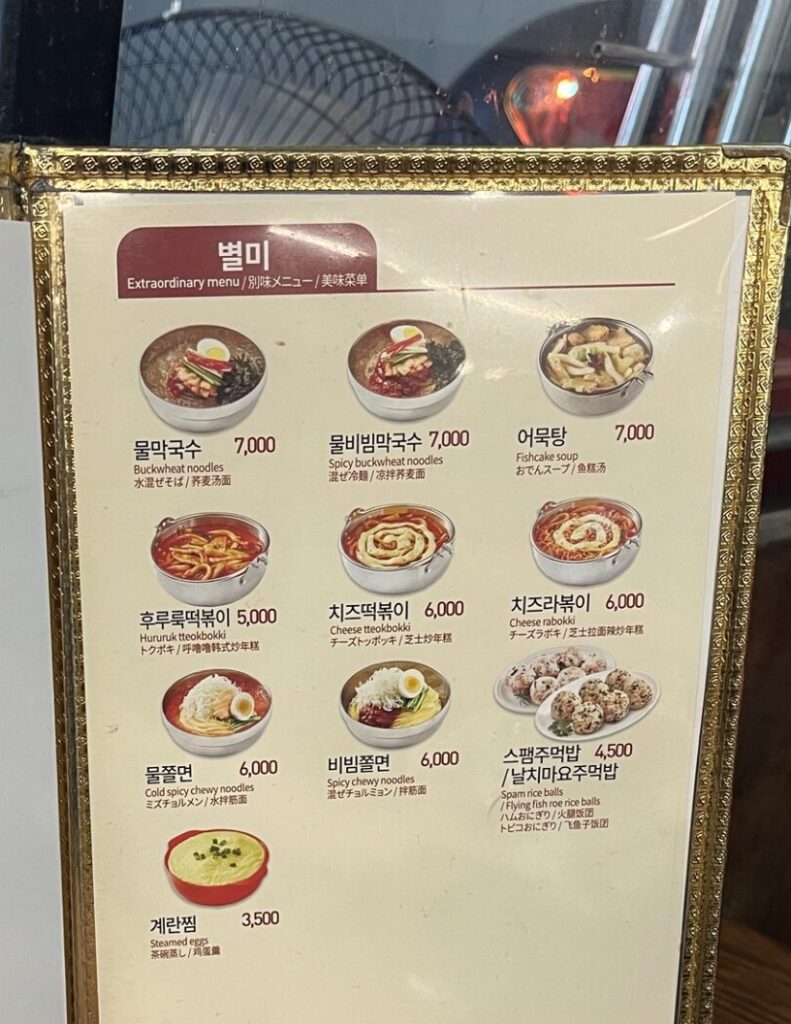 별미
Extraordinary menu / 別味メニュー / 美味菜单
물막국수 7,000
Buckwheat noodles
水混ぜそば / 荞麦汤面
물비빔막국수 7,000
Spicy buckwheat noodles
混ぜ冷麺 / 凉拌荞麦面
어묵탕 7,000
Fishcake soup
おでんスープ / 鱼糕汤
후루룩떡볶이 5,000
Hururuk tteokbokki
トクポキ / 呼噜噜韩式炒年糕
치즈떡볶이 6,000
Cheese tteokbokki
チーズトッポッキ / 芝士炒年糕
치즈라볶이 6,000
Cheese rabokki
チーズラポキ / 芝士拉面辣炒年糕
물쫄면 6,000
Cold spicy chewy noodles
ミズチョルメン / 水拌筋面
비빔쫄면 6,000
Spicy chewy noodles
混ぜチョルミョン / 拌筋面
스팸주먹밥 4,500
/ 날치마요주먹밥
Spam rice balls
/ Flying fish roe rice balls
ハムおにぎり / 火腿饭团
トビコおにぎり / 飞鱼子饭团
계란찜 3,500
Steamed eggs
茶碗蒸し / 鸡蛋羹